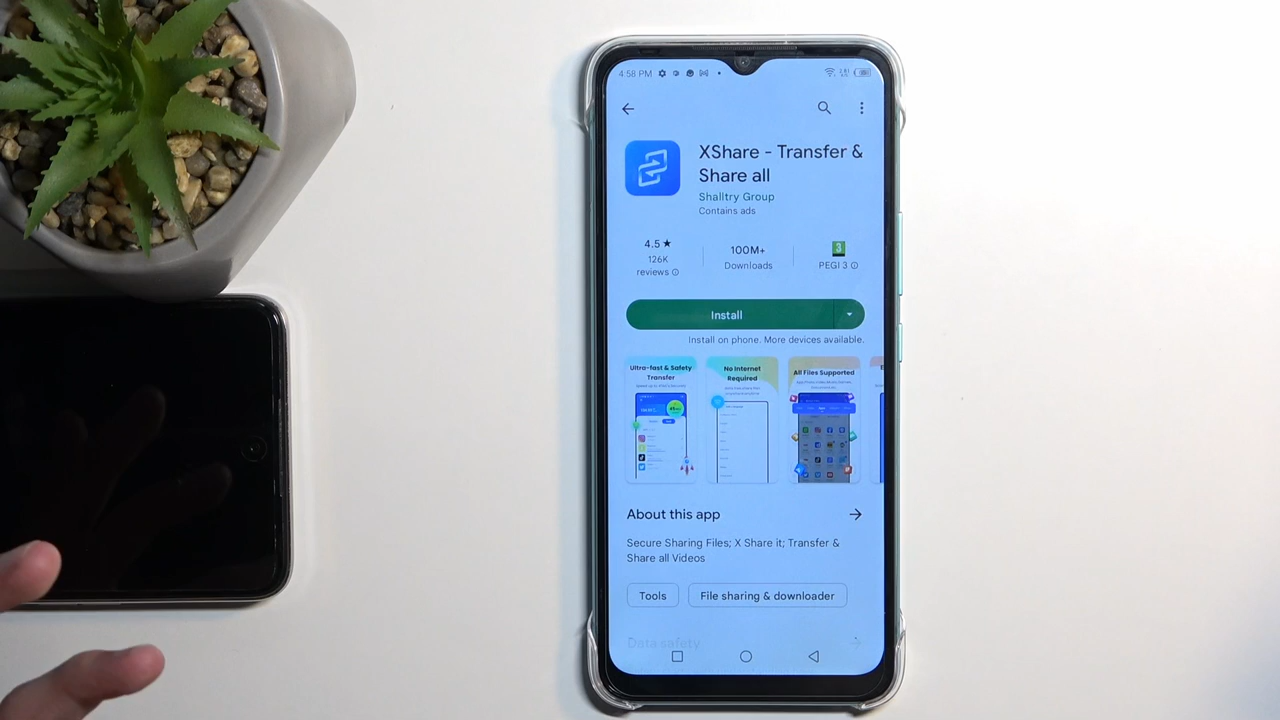 4:58 PM
XShare - Transfer &
Share all
Shalltry Group
Contains ads
4.5★
126K
reviews
100M+
Downloads
3
PEGI 3
Install
Install on phone. More devices available.
Ultra-fast & Safety
Transfer
No Internet
Required
All Files Supported
About this app
Secure Sharing Files; X Share it; Transfer &
Share all Videos
Tools
File sharing & downloader
Data safety